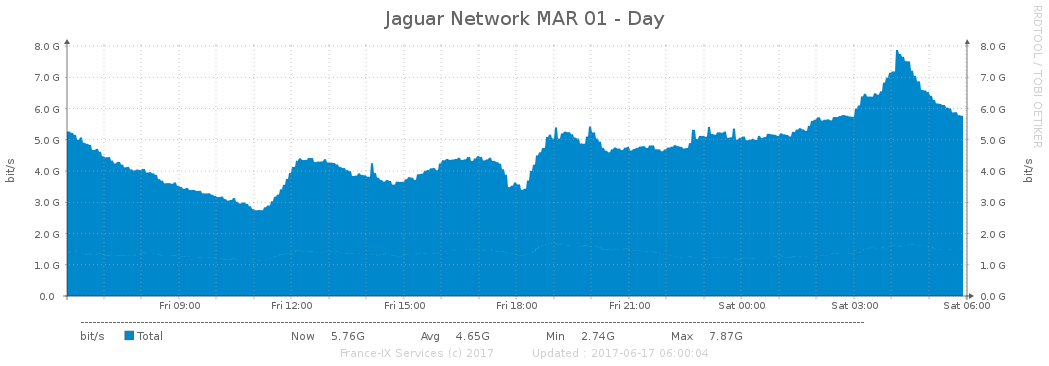 Jaguar Network MAR 01 - Day
RRDTOOL / TOBI OETIKER
8.0 G 8.0 G
7.0 G 7.0 G
6.0 G 6.0 G
5.0 G 5.0 G
4.0 G 4.0 G
3.0 G 3.0 G
2.0 G 2.0 G
1.0 G 1.0 G
0.0 0.0 G
bit/s
bit/s
Fri 09:00 Fri 12:00 Fri 15:00 Fri 18:00 Fri 21:00 Sat 00:00 Sat 03:00 Sat 06:00
bit/s Total Now 5.76G Avg 4.65G Min 2.74G Max 7.87G
France-IX Services (c) 2017 Updated : 2017-06-17 06:00:04